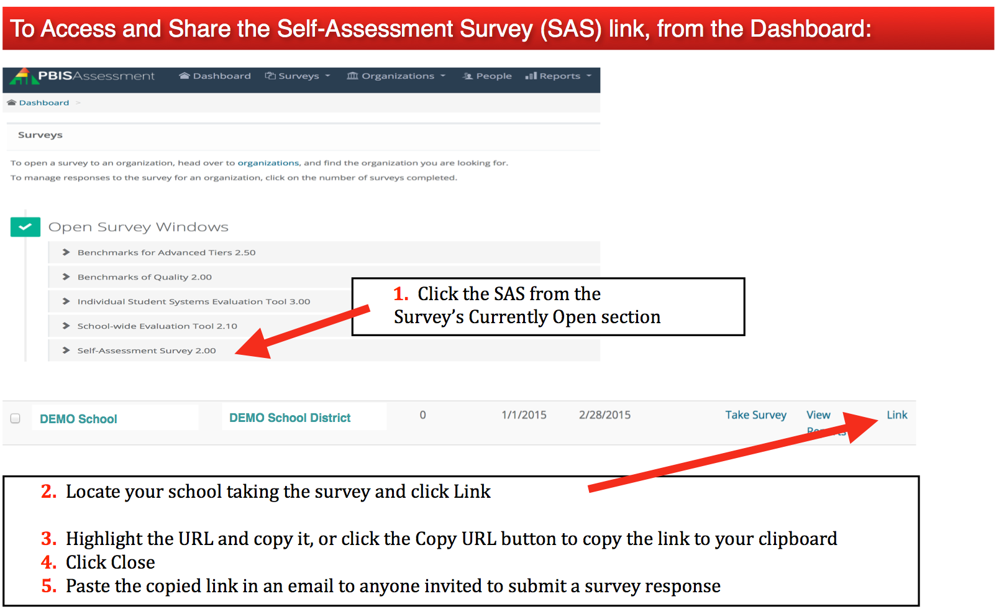 To Access and Share the Self-Assessment Survey (SAS) link, from the Dashboard:
PBISAssessment Dashboard Surveys Organizations People Reports
Dashboard >
Surveys
To open a survey to an organization, head over to organizations, and find the organization you are looking for.
To manage responses to the survey for an organization, click on the number of surveys completed.
Open Survey Windows
Benchmarks for Advanced Tiers 2.50
Benchmarks of Quality 2.00
Individual Student Systems Evaluation Tool 3.00
School-wide Evaluation Tool 2.10
Self-Assessment Survey 2.00
1. Click the SAS from the
Survey's Currently Open section
DEMO School DEMO School District 0 1/1/2015 2/28/2015 Take Survey View Link
Reports
2. Locate your school taking the survey and click Link
3. Highlight the URL and copy it, or click the Copy URL button to copy the link to your clipboard
4. Click Close
5. Paste the copied link in an email to anyone invited to submit a survey response